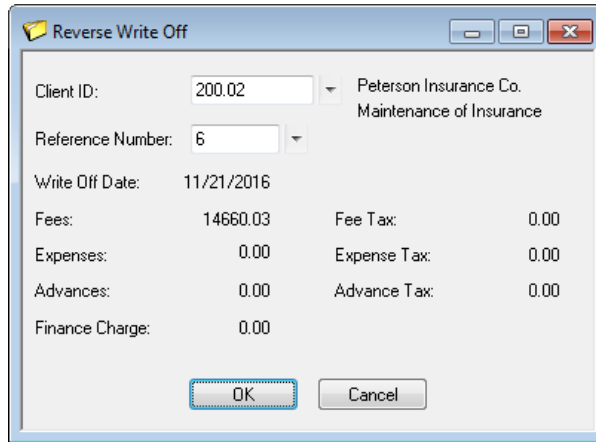 Reverse Write Off
Client ID: 200.02 Peterson Insurance Co.
Maintenance of Insurance
Reference Number: 6
Write Off Date: 11/21/2016
Fees: 14660.03 Fee Tax: 0.00
Expenses: 0.00 Expense Tax: 0.00
Advances: 0.00 Advance Tax: 0.00
Finance Charge: 0.00
OK Cancel